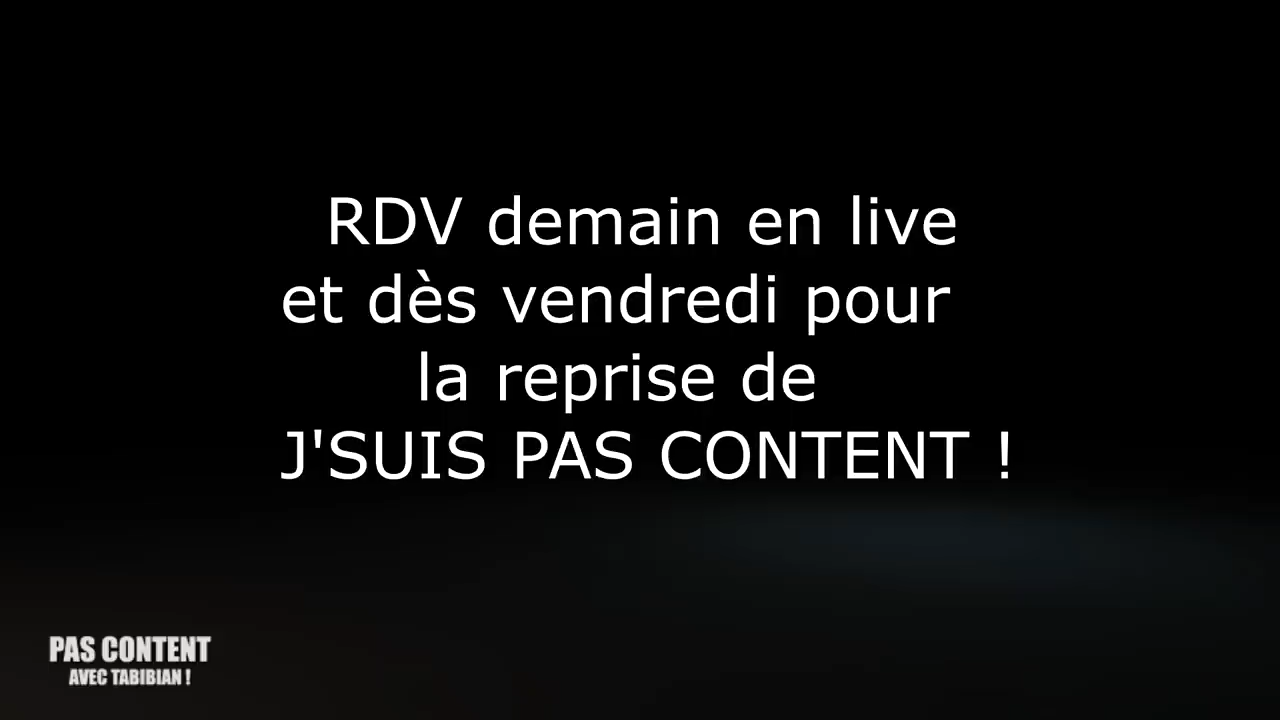 RDV demain en live
et dès vendredi pour
la reprise de
J'SUIS PAS CONTENT !
PAS CONTENT
AVEC TABIBIAN !